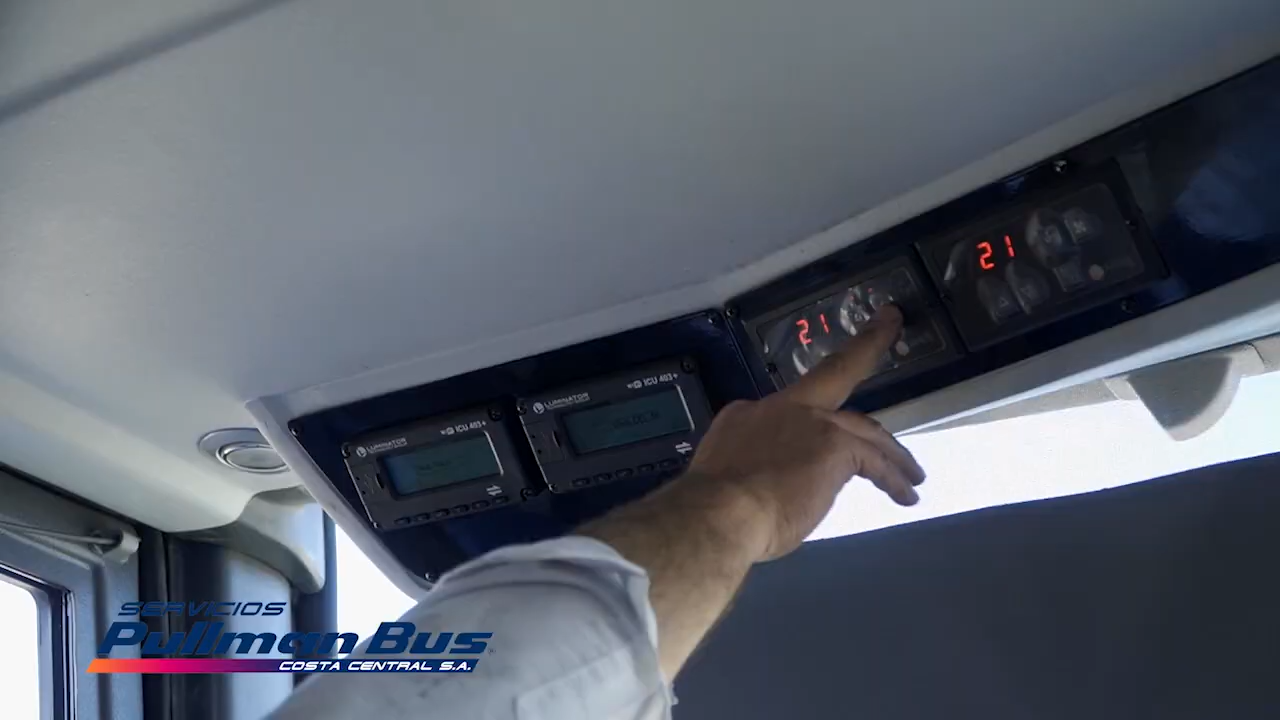 21
21
LUMINATOR
ICU 403+
LUMINATOR
ICU 403+
SERVICIOS
Pullman Bus
COSTA CENTRAL S.A.